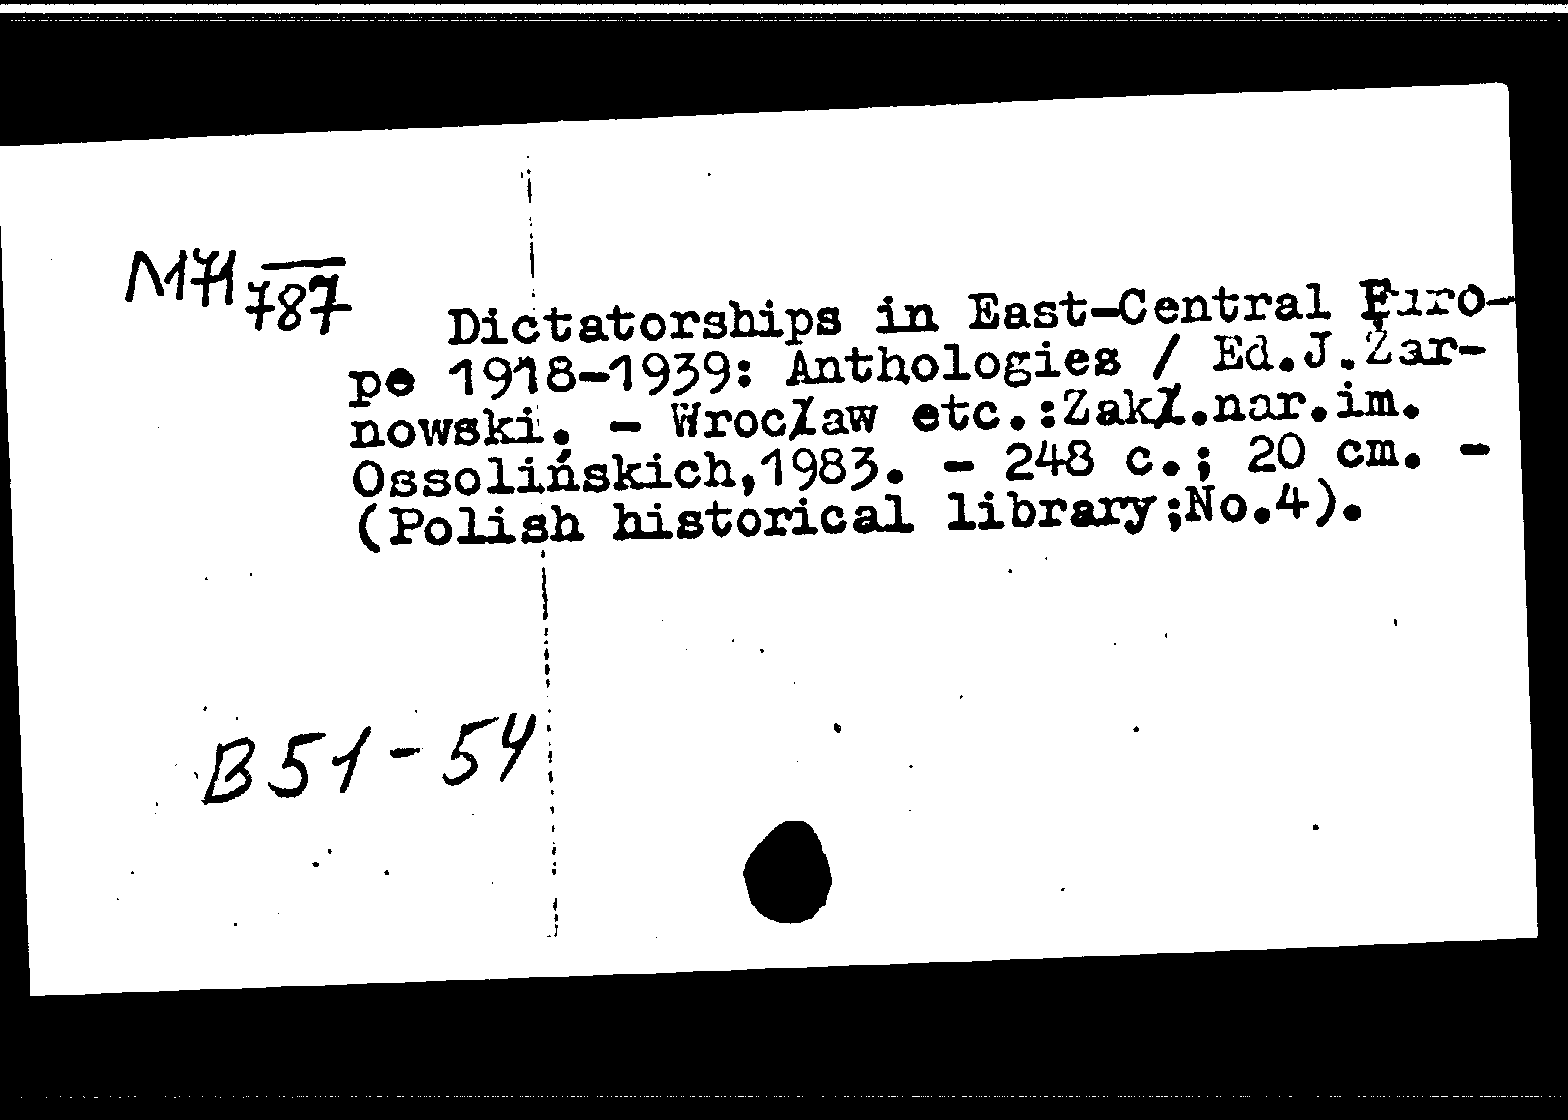 M71 787
Dictatorships in East-Central Euro-
pe 1918-1939: Anthologies / Ed.J.Żar-
nowski. - Wrocław etc.:Zakł.nar.im.
Ossolińskich,1983. - 248 c.; 20 cm. -
(Polish historical library;No.4).
B51-54